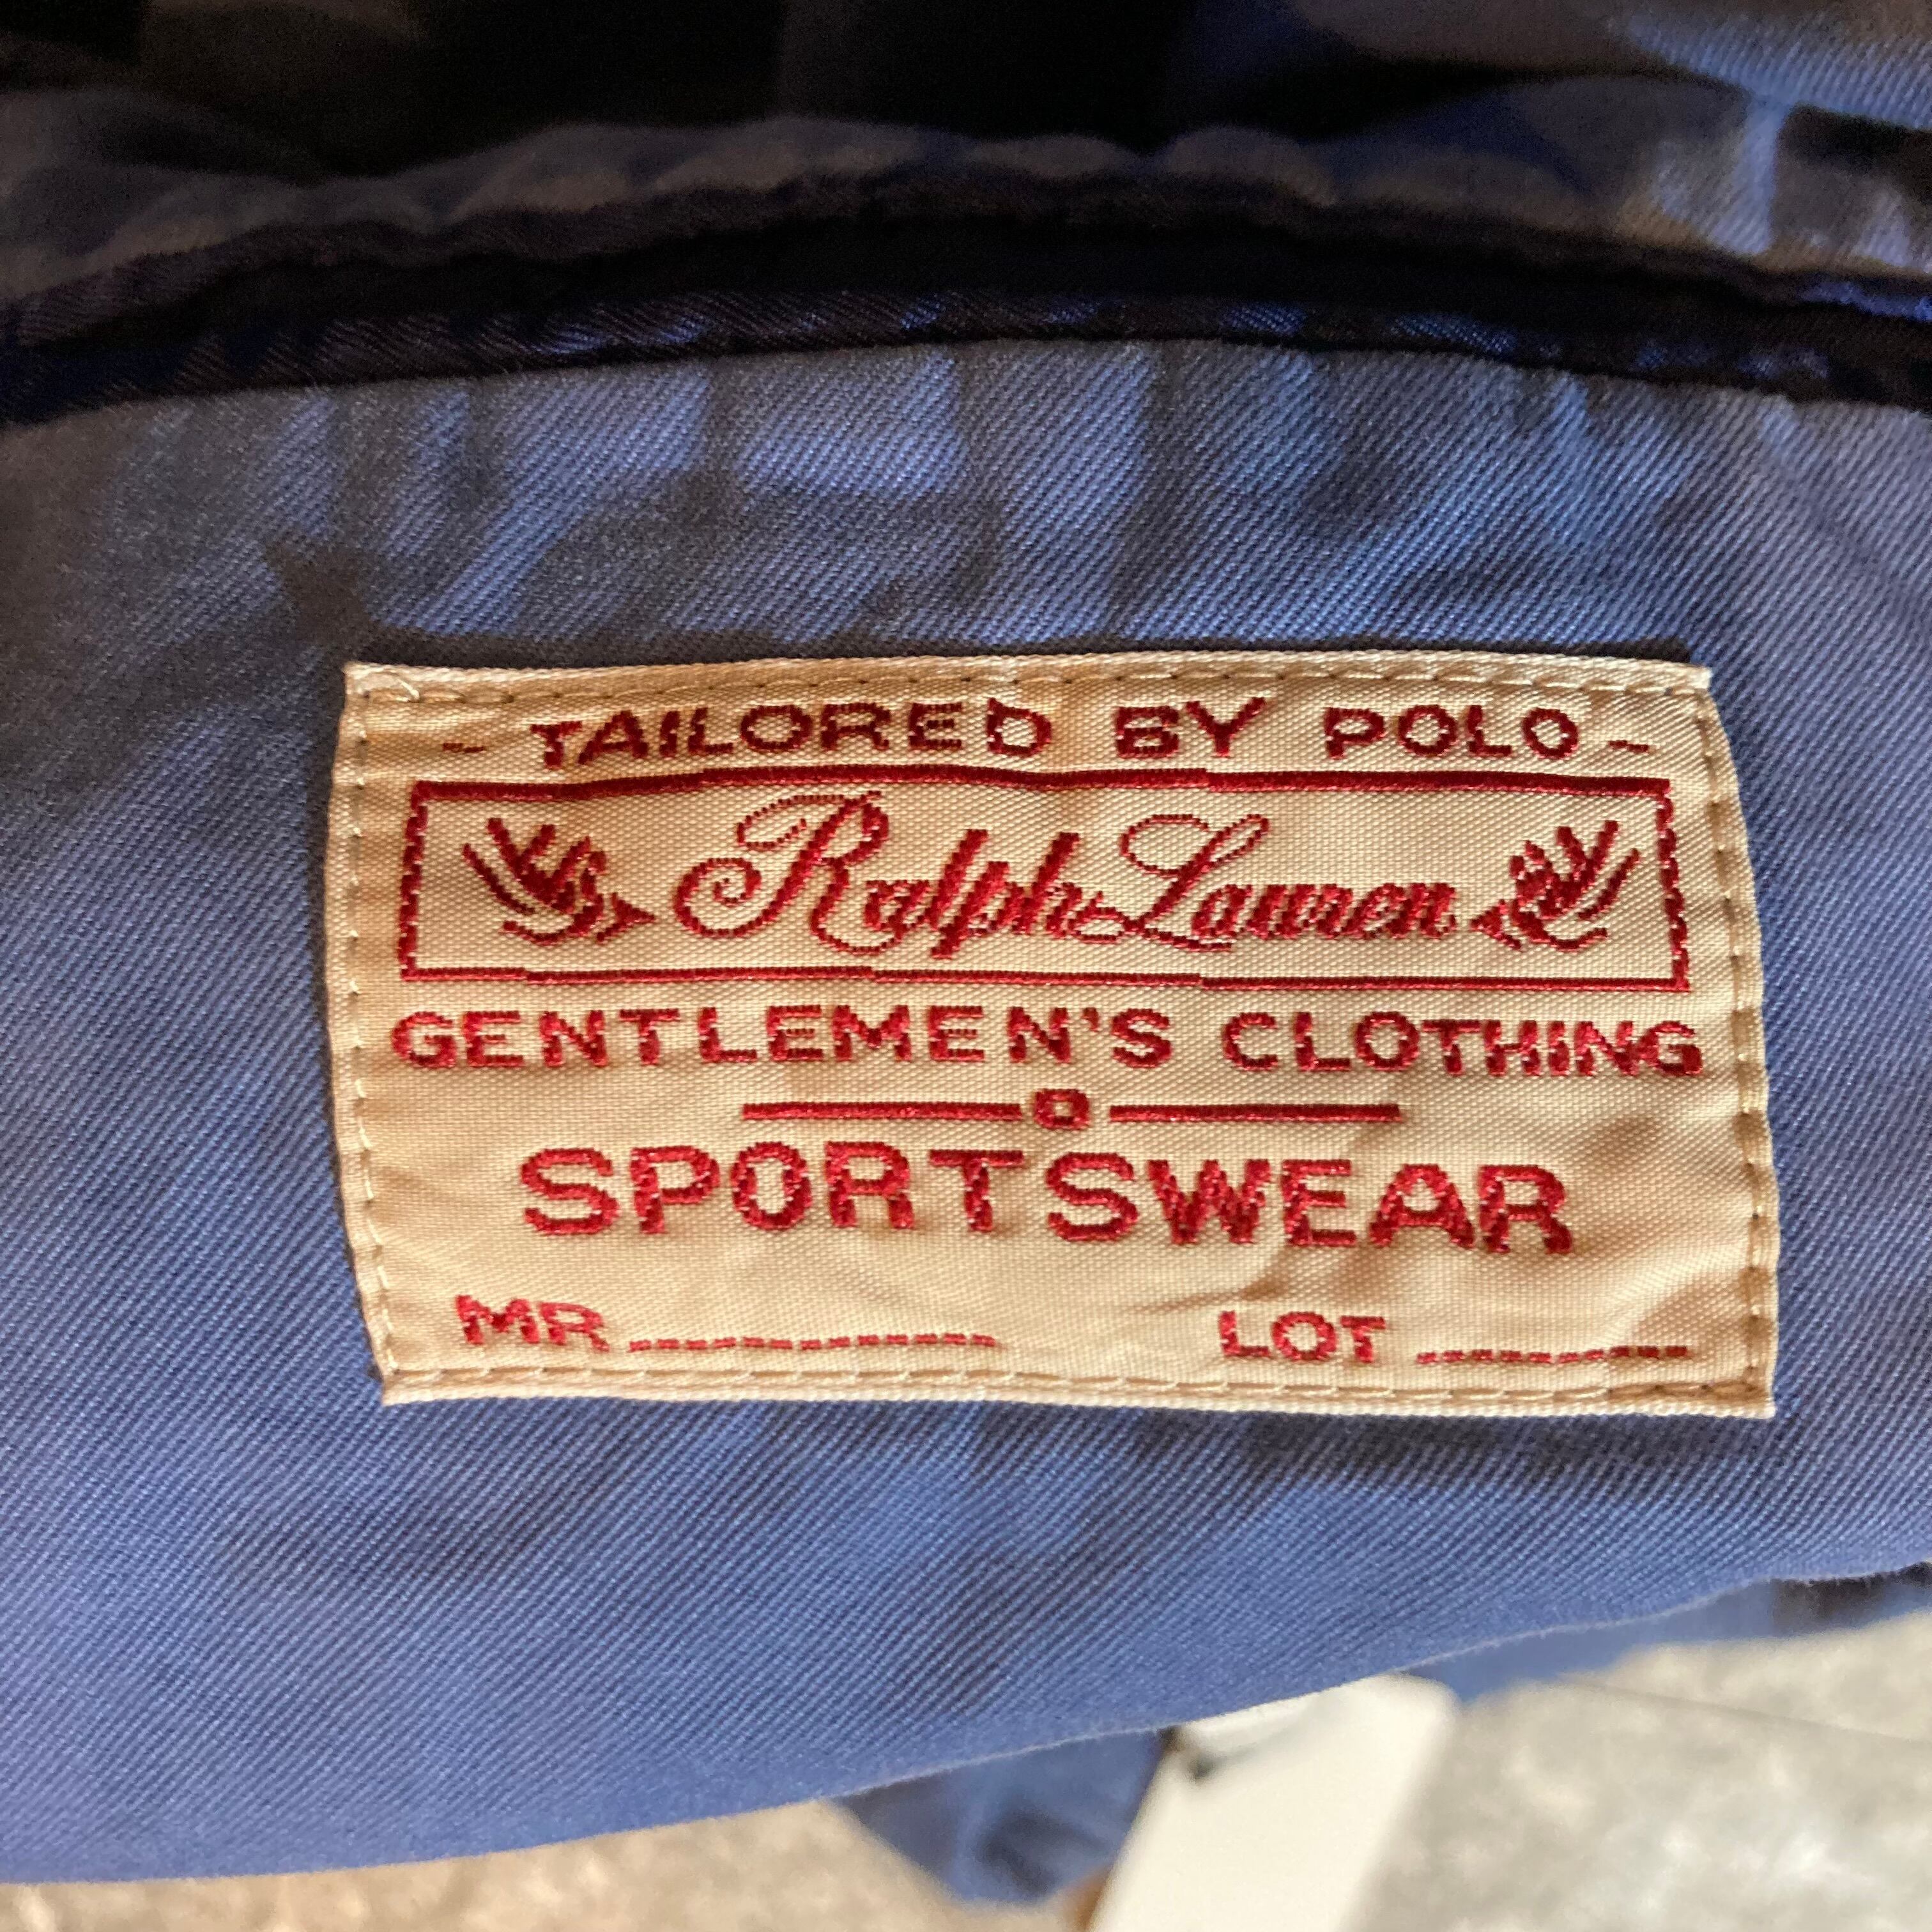 - TAILORED BY POLO -
Ralph Lauren
GENTLEMEN'S CLOTHING
SPORTSWEAR
MR LOT